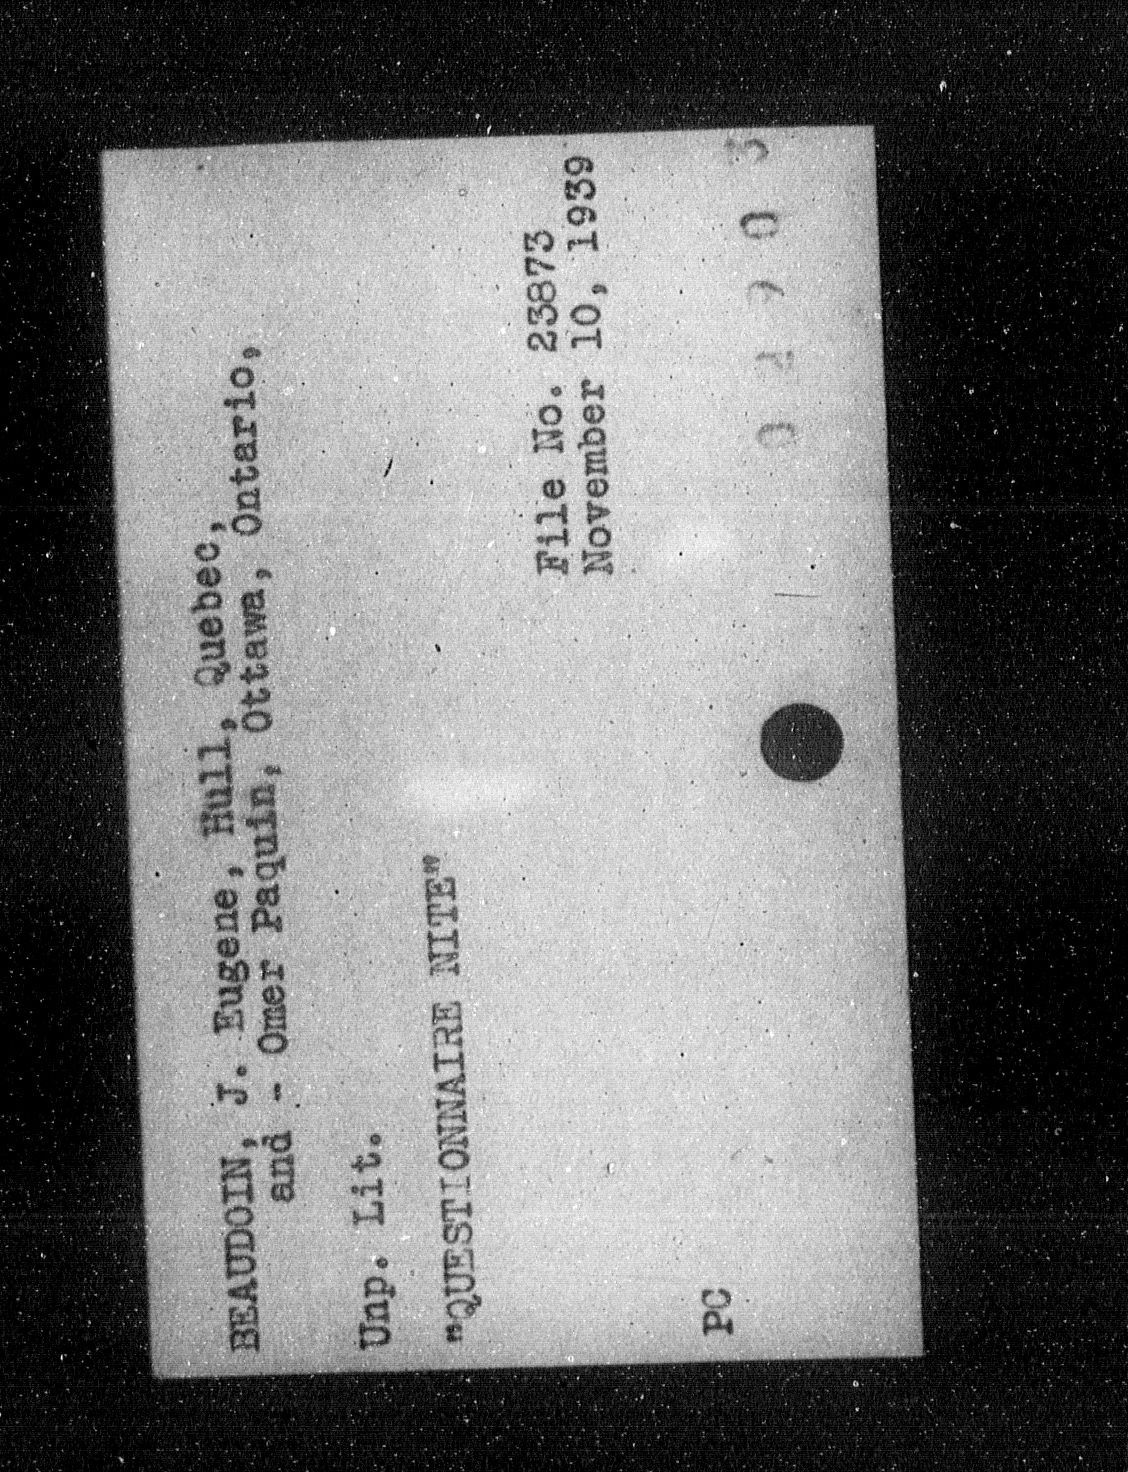 BEAUDOIN, J. Eugene, Hull, Quebec,
and - Omer Paquin, Ottawa, Ontario,
Unp. Lit.
"QUESTIONNAIRE NITE"
File No. 23873
November 10, 1939
PC